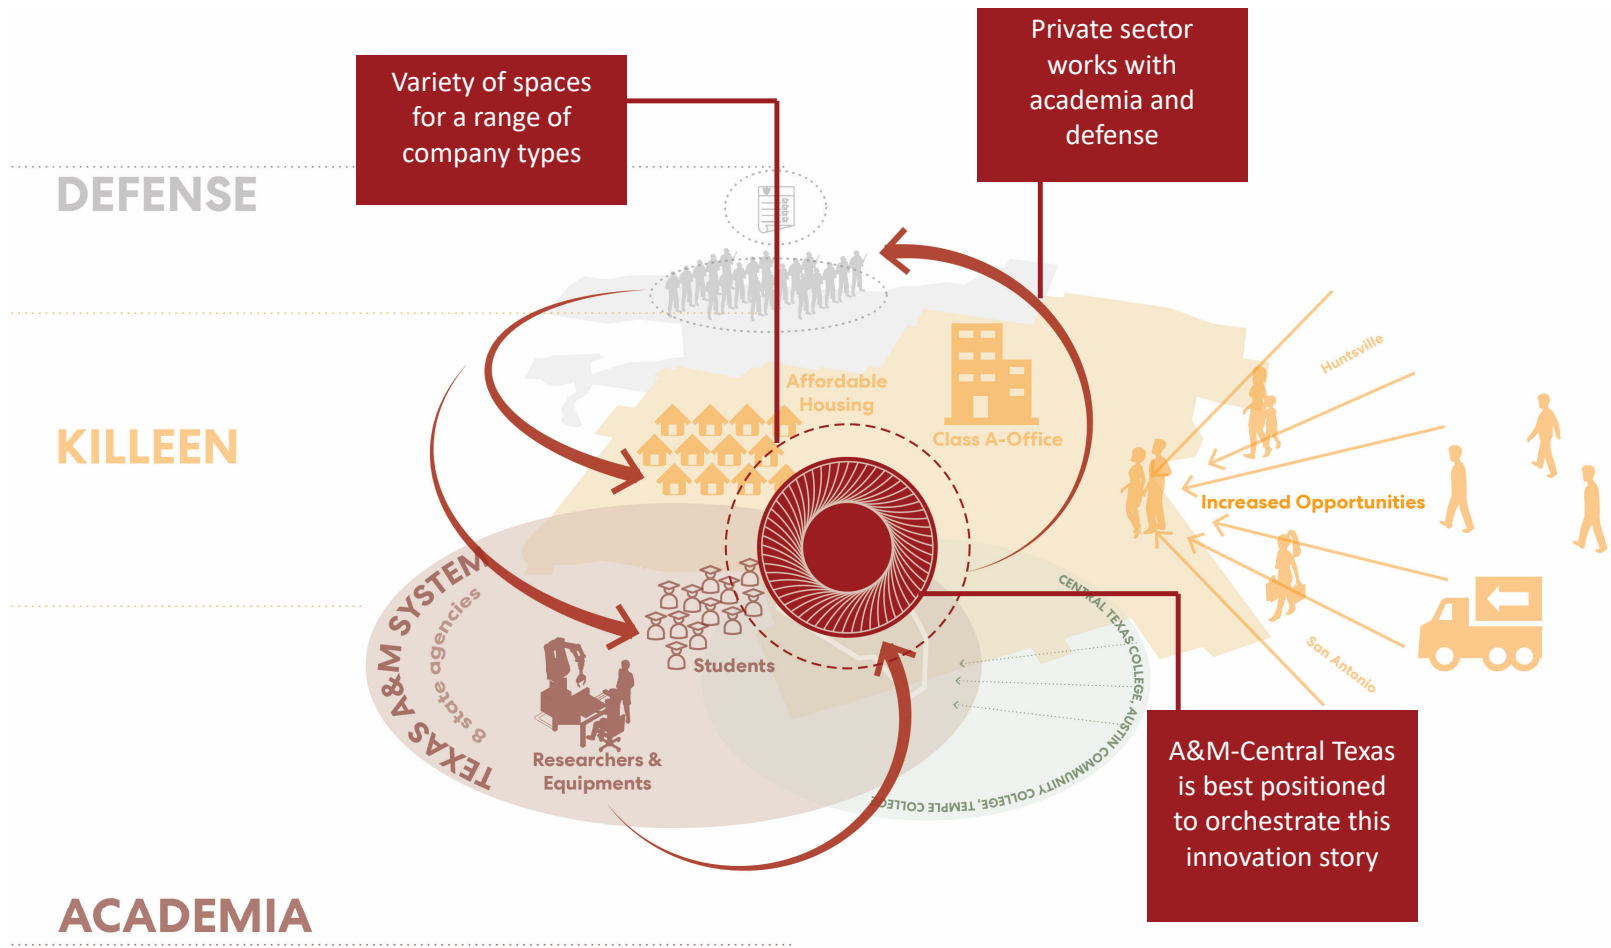 Private sector
works with
academia and
defense
Variety of spaces
for a range of
company types
DEFENSE
KILLEEN
Affordable
Housing
Class A-Office
Huntsville
Increased Opportunities
San Antonio
TEXAS A&M SYSTEM
8 state agencies
Students
Researchers &
Equipments
CENTRAL TEXAS COLLEGE, AUSTIN COMMUNITY COLLEGE, TEMPLE COLLEGE
A&M-Central Texas
is best positioned
to orchestrate this
innovation story
ACADEMIA